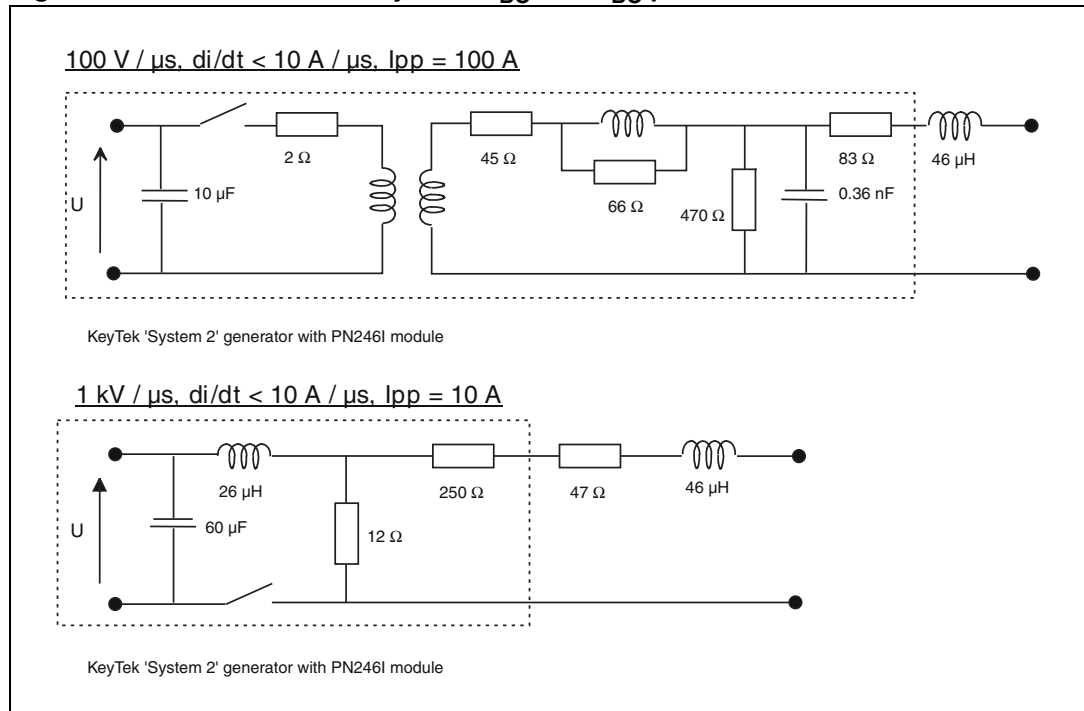 100 V / µs, di/dt < 10 A / µs, Ipp = 100 A
2 Ω
45 Ω
66 Ω
470 Ω
83 Ω
0.36 nF
46 µH
U
10 µF
KeyTek 'System 2' generator with PN246I module
1 kV / µs, di/dt < 10 A / µs, Ipp = 10 A
26 µH
250 Ω
47 Ω
46 µH
U
60 µF
12 Ω
KeyTek 'System 2' generator with PN246I module